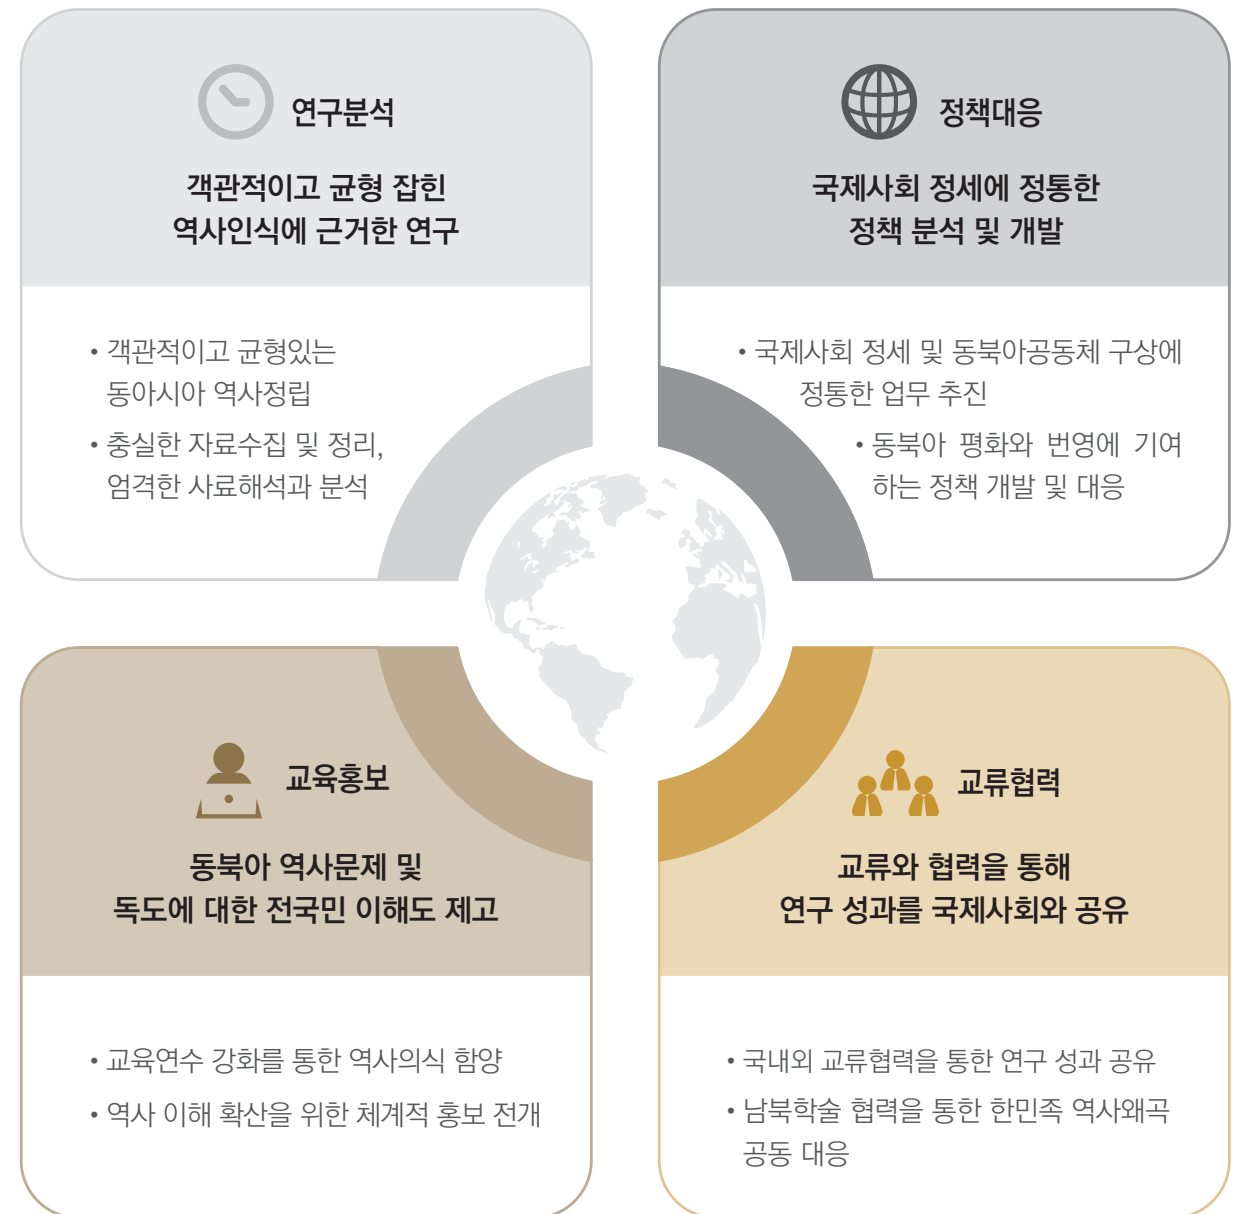 연구분석
객관적이고 균형 잡힌
역사인식에 근거한 연구
• 객관적이고 균형있는
동아시아 역사정립
• 충실한 자료수집 및 정리,
엄격한 사료해석과 분석
정책대응
국제사회 정세에 정통한
정책 분석 및 개발
• 국제사회 정세 및 동북아공동체 구상에
정통한 업무 추진
• 동북아 평화와 번영에 기여
하는 정책 개발 및 대응
교육홍보
동북아 역사문제 및
독도에 대한 전국민 이해도 제고
• 교육연수 강화를 통한 역사의식 함양
• 역사 이해 확산을 위한 체계적 홍보 전개
교류협력
교류와 협력을 통해
연구 성과를 국제사회와 공유
• 국내외 교류협력을 통한 연구 성과 공유
• 남북학술 협력을 통한 한민족 역사왜곡
공동 대응